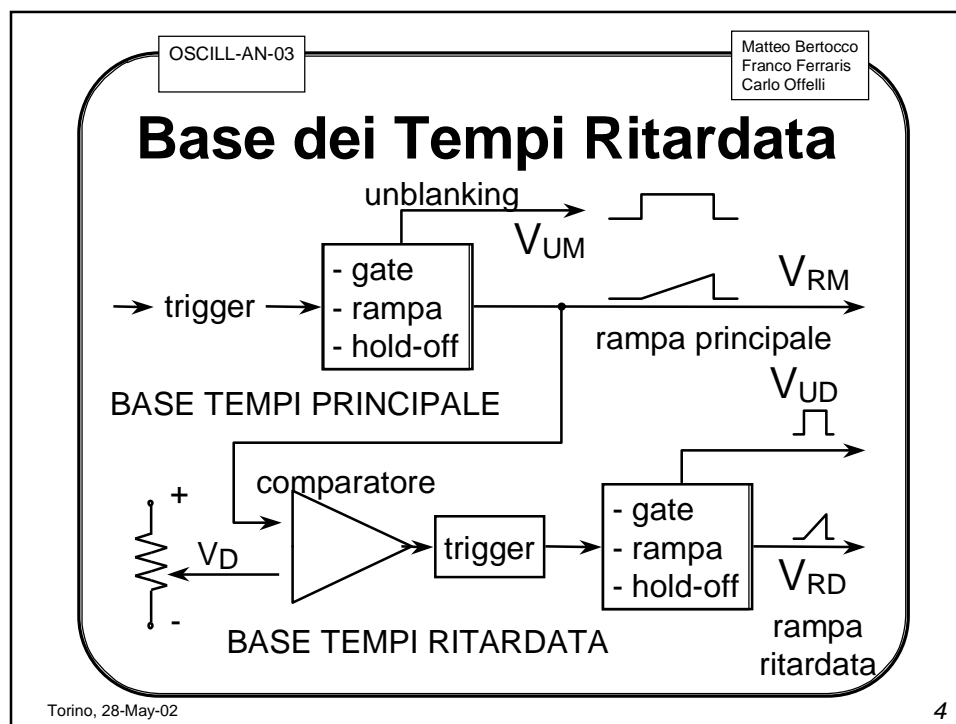 OSCILL-AN-03
Matteo Bertocco
Franco Ferraris
Carlo Offelli
Base dei Tempi Ritardata
unblanking
VUM
- gate
- rampa
- hold-off
trigger
VRM
rampa principale
BASE TEMPI PRINCIPALE
VUD
comparatore
+
VD
-
trigger
- gate
- rampa
- hold-off
VRD
rampa
ritardata
BASE TEMPI RITARDATA
Torino, 28-May-02
4